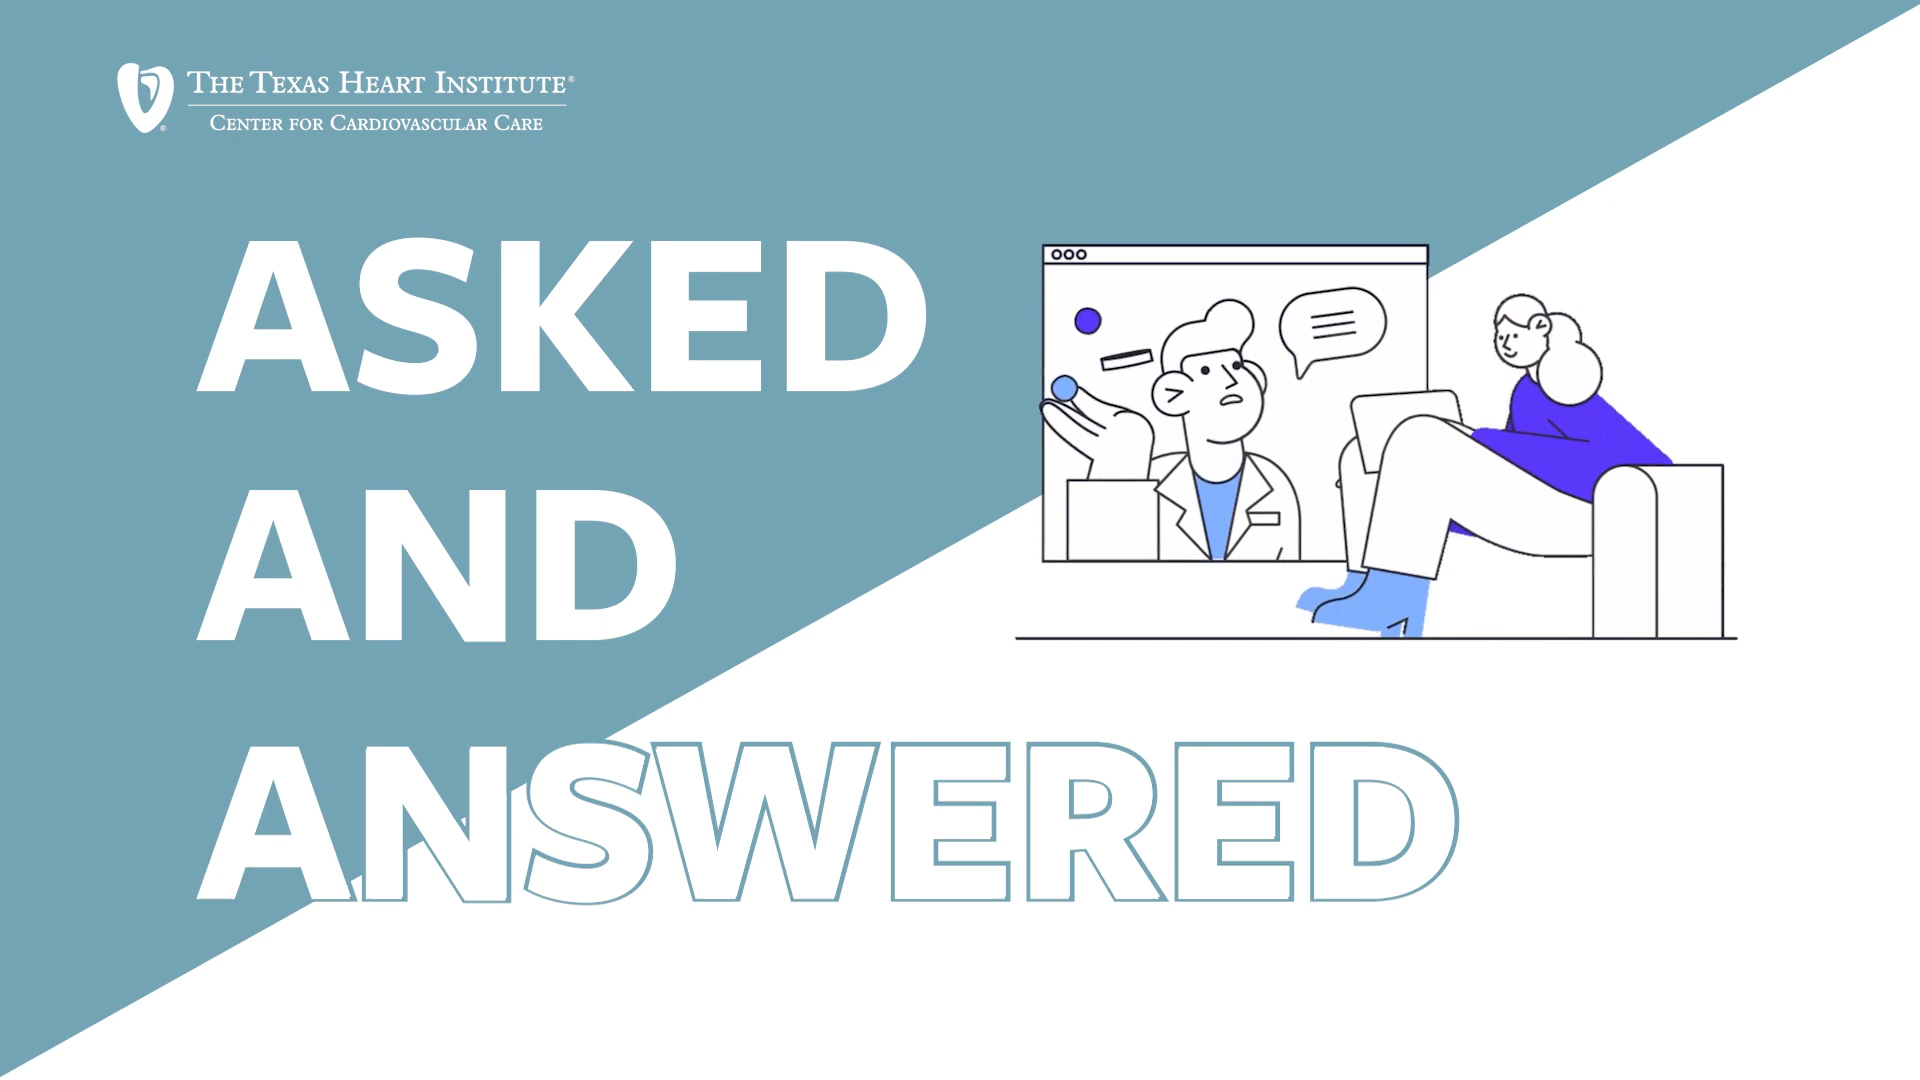 THE TEXAS HEART INSTITUTE®
CENTER FOR CARDIOVASCULAR CARE
®
ASKED
AND
ANSWERED